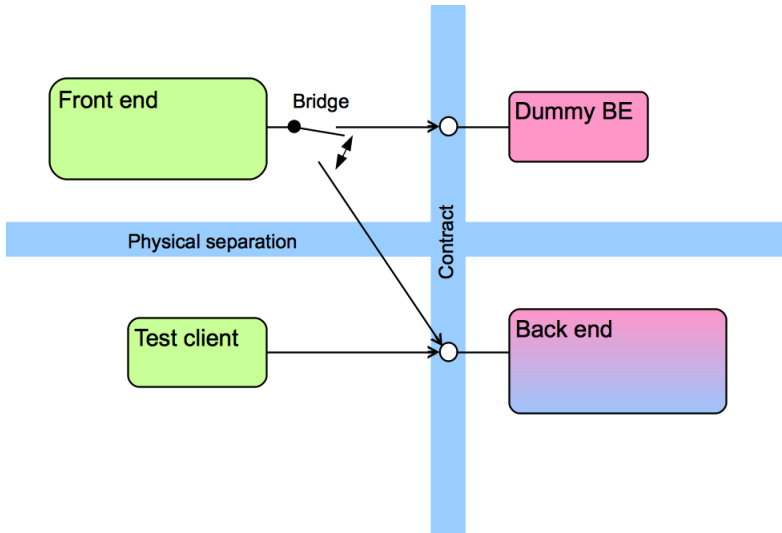 Front end
Bridge
Dummy BE
Physical separation
Contract
Test client
Back end